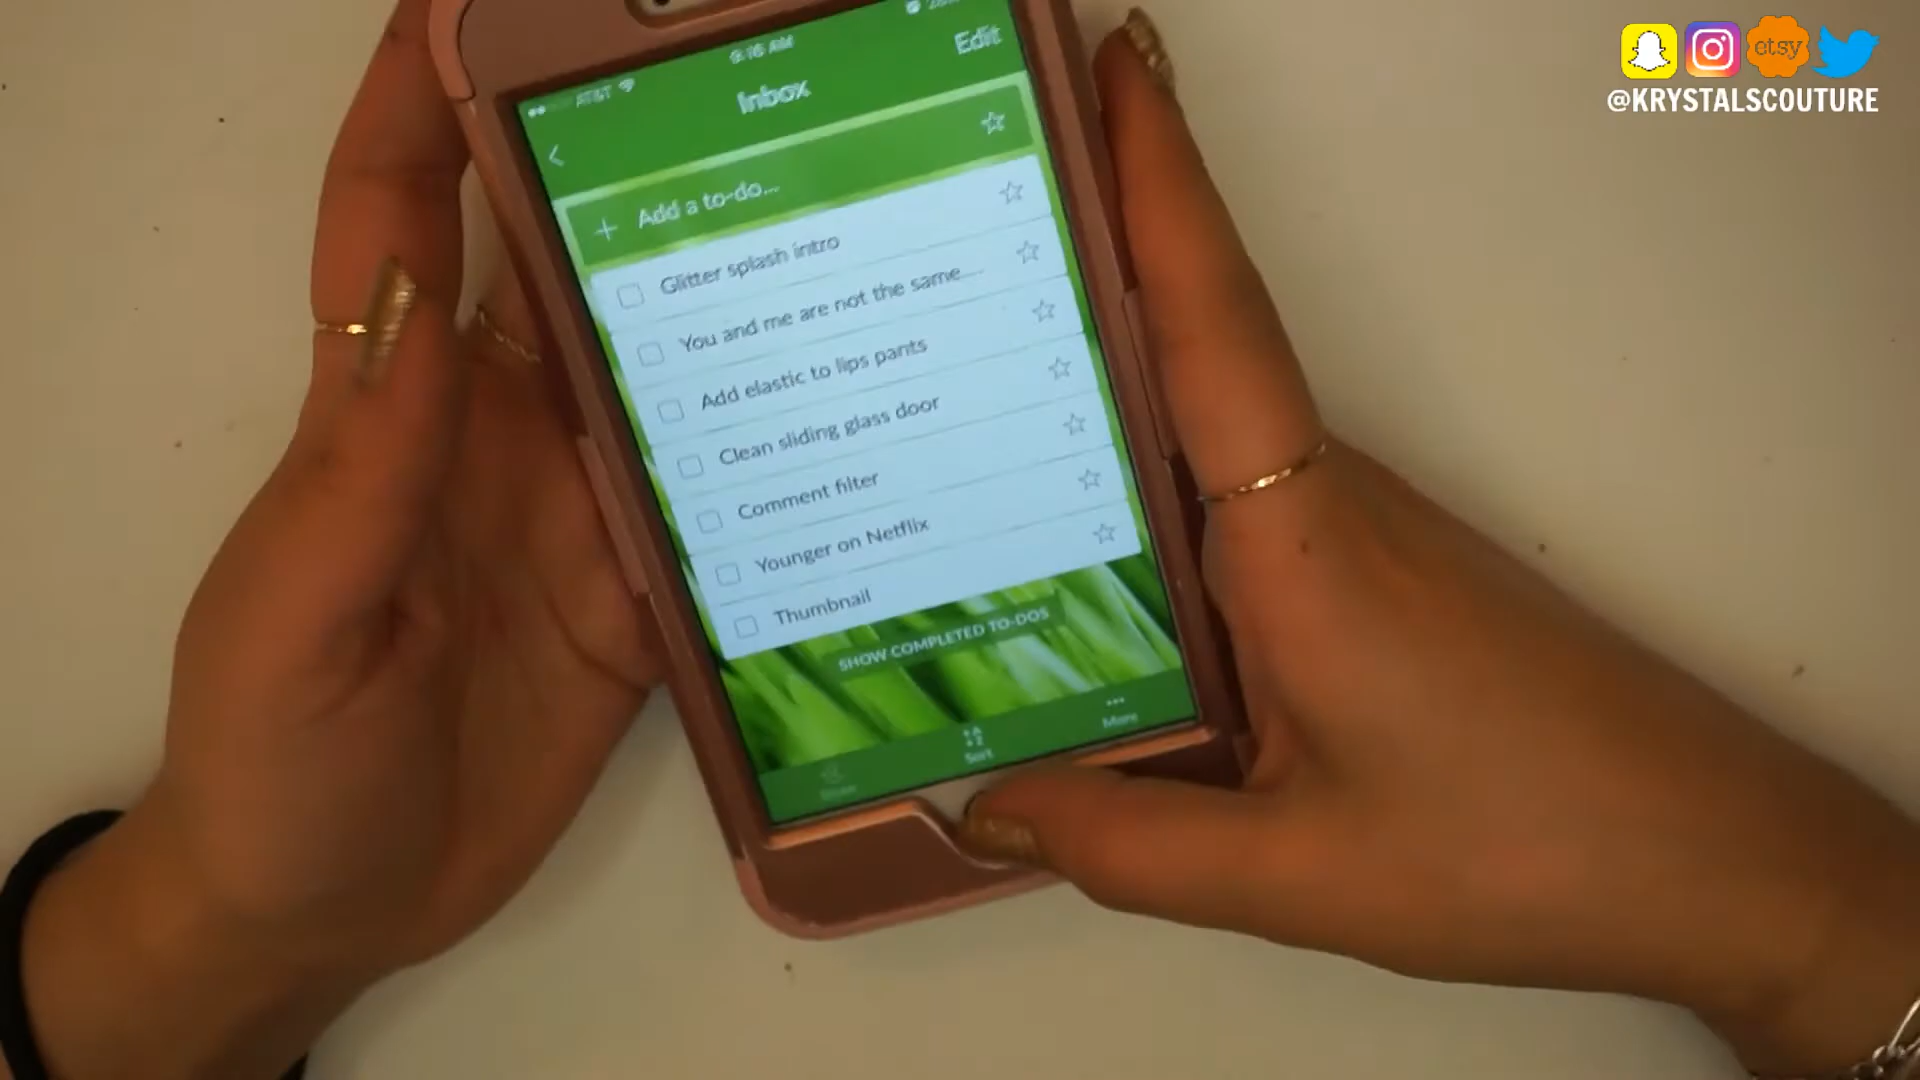 etsy
@KRYSTALSCOUTURE
AT&T
AM
Edit
Inbox
Add a to-do...
Glitter splash intro
You and me are not the same....
Add elastic to lips pants
Clean sliding glass door
Comment filter
Younger on Netflix
Thumbnail
SHOW COMPLETED TO-DOS
Sort
More